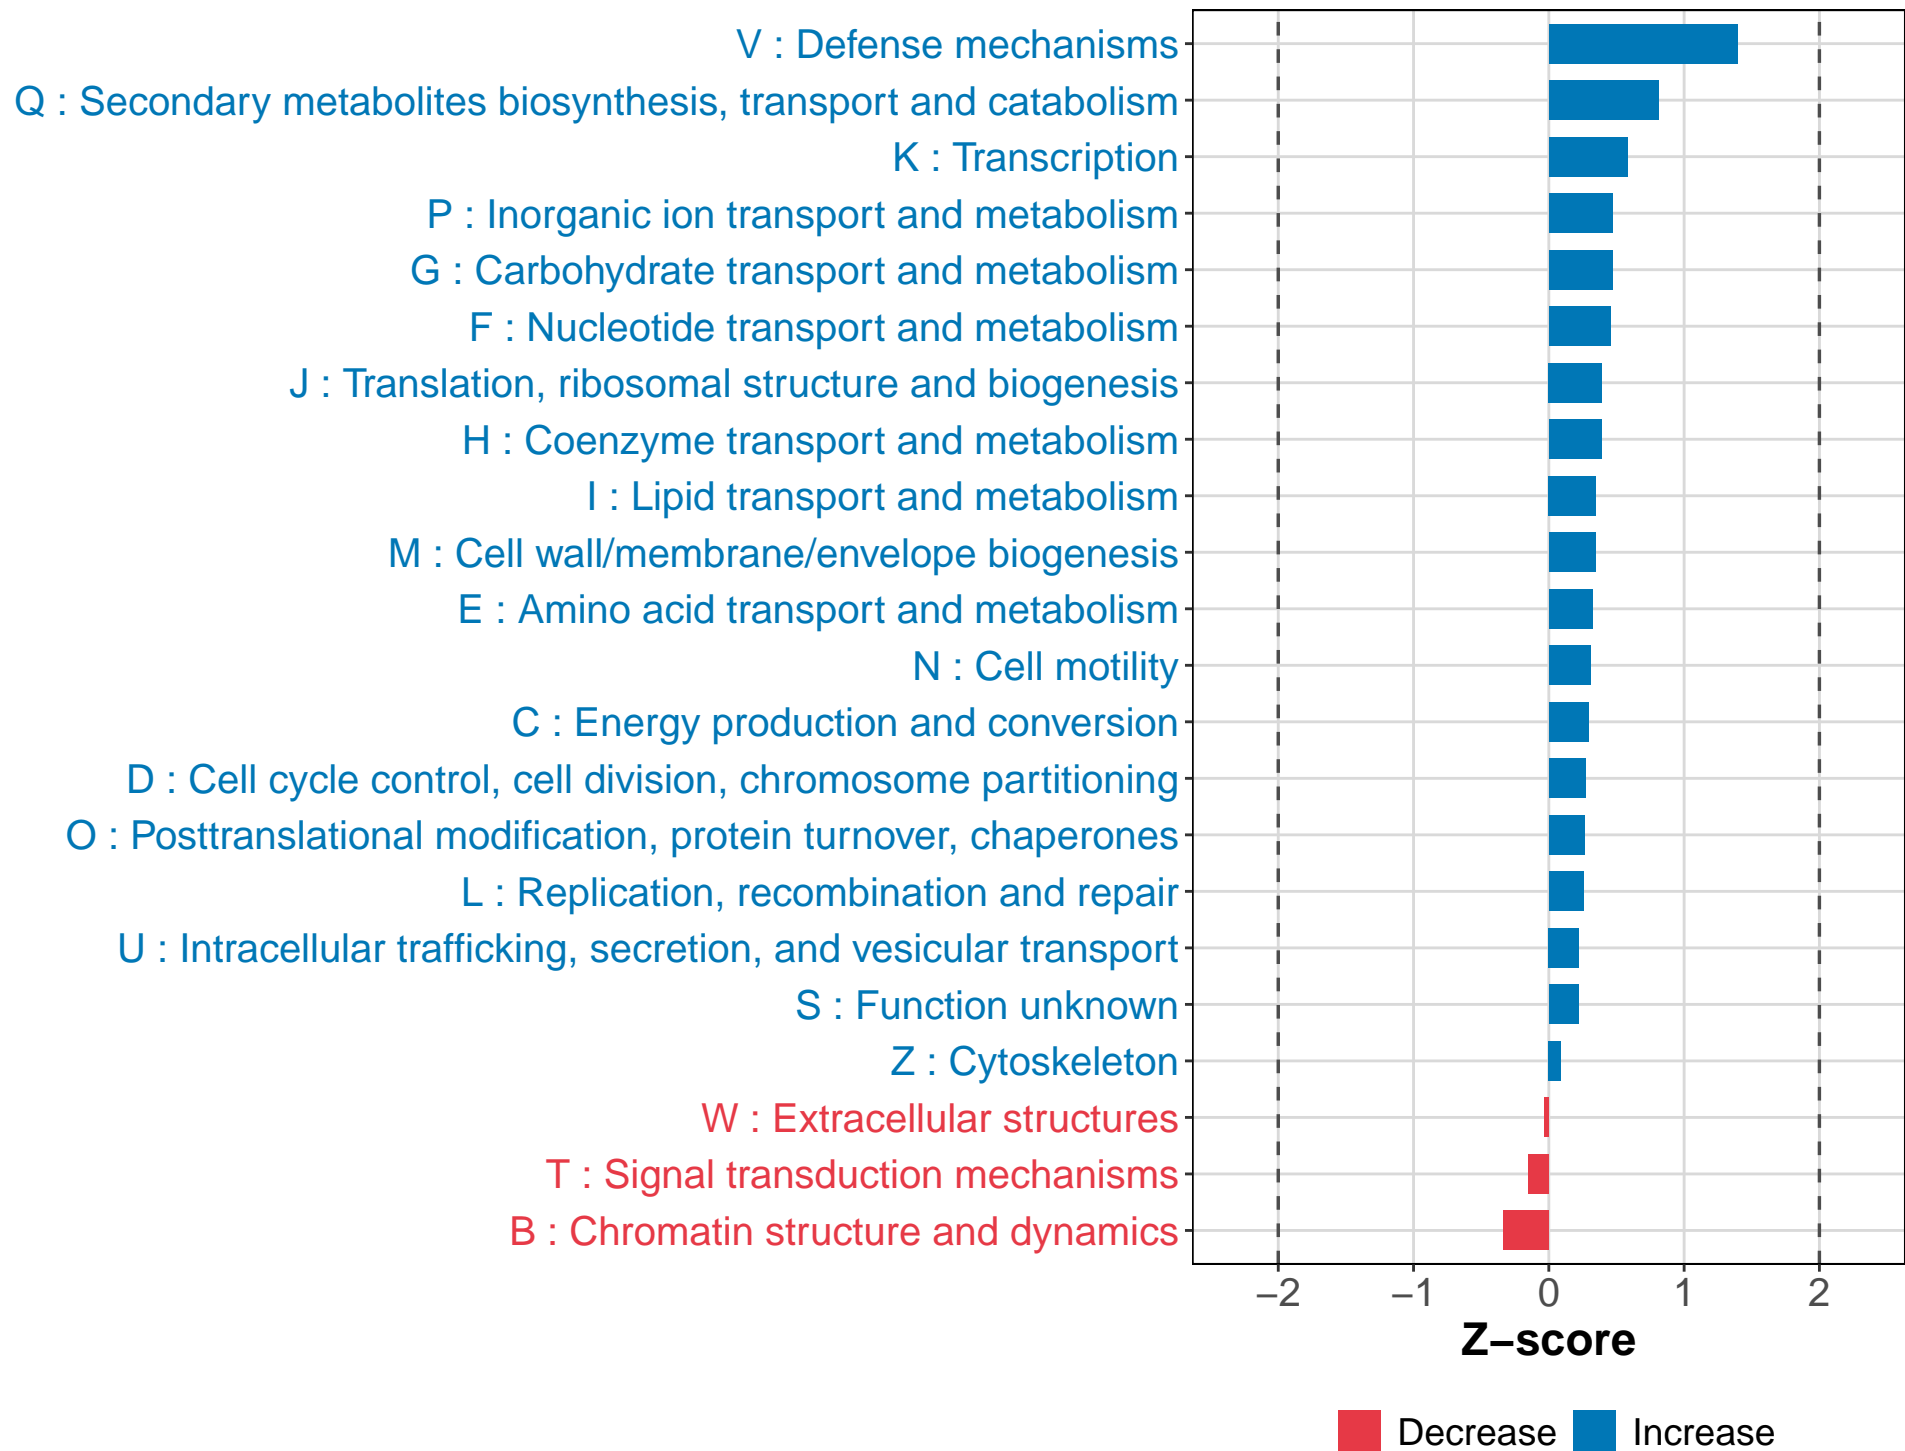 V : Defense mechanisms
Q : Secondary metabolites biosynthesis, transport and catabolism
K : Transcription
P : Inorganic ion transport and metabolism
G : Carbohydrate transport and metabolism
F : Nucleotide transport and metabolism
J : Translation, ribosomal structure and biogenesis
H : Coenzyme transport and metabolism
I : Lipid transport and metabolism
M : Cell wall/membrane/envelope biogenesis
E : Amino acid transport and metabolism
N : Cell motility
C : Energy production and conversion
D : Cell cycle control, cell division, chromosome partitioning
O : Posttranslational modification, protein turnover, chaperones
L : Replication, recombination and repair
U : Intracellular trafficking, secretion, and vesicular transport
S : Function unknown
Z : Cytoskeleton
W : Extracellular structures
T : Signal transduction mechanisms
B : Chromatin structure and dynamics
−2 −1 0 1 2
Z−score
Decrease Increase